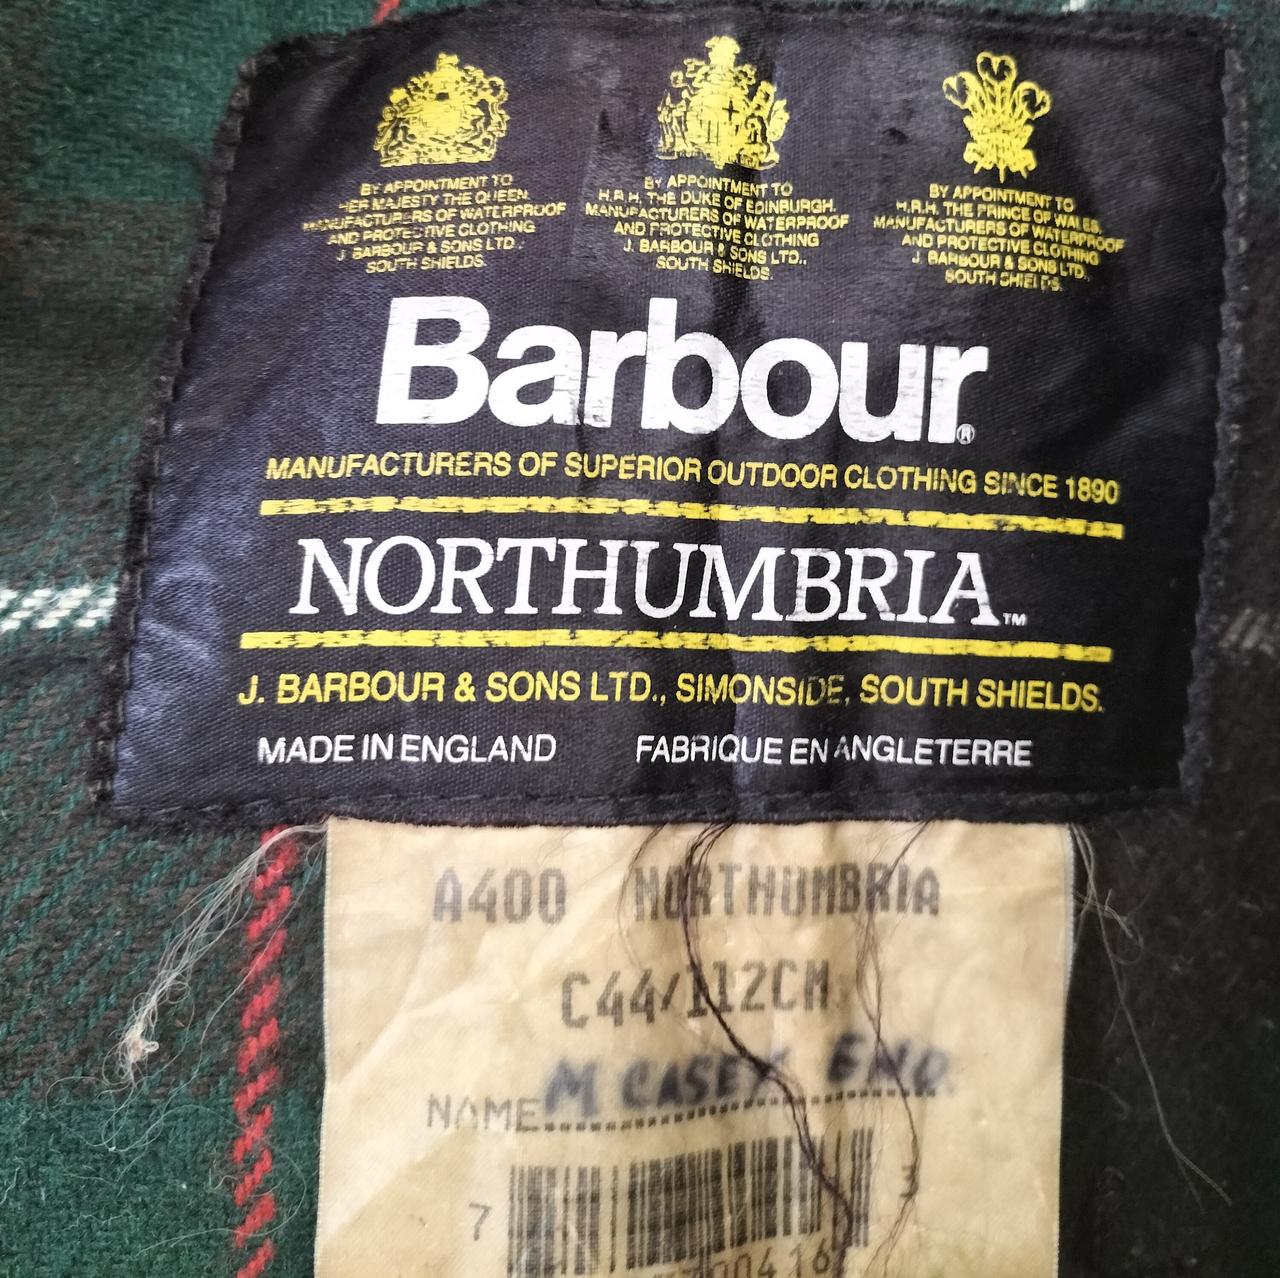 BY APPOINTMENT TO
HER MAJESTY THE QUEEN.
MANUFACTURERS OF WATERPROOF
AND PROTECTIVE CLOTHING
J. BARBOUR & SONS LTD.,
SOUTH SHIELDS.
BY APPOINTMENT TO
H.R.H. THE DUKE OF EDINBURGH.
MANUFACTURERS OF WATERPROOF
AND PROTECTIVE CLOTHING
J. BARBOUR & SONS LTD.,
SOUTH SHIELDS.
BY APPOINTMENT TO
H.R.H. THE PRINCE OF WALES.
MANUFACTURERS OF WATERPROOF
AND PROTECTIVE CLOTHING
J. BARBOUR & SONS LTD.,
SOUTH SHIELDS.
Barbour®
MANUFACTURERS OF SUPERIOR OUTDOOR CLOTHING SINCE 1890
NORTHUMBRIA™
J. BARBOUR & SONS LTD., SIMONSIDE, SOUTH SHIELDS.
MADE IN ENGLAND FABRIQUE EN ANGLETERRE
A400 NORTHUMBRIA
C44/112CM
NAME M CASEY
7